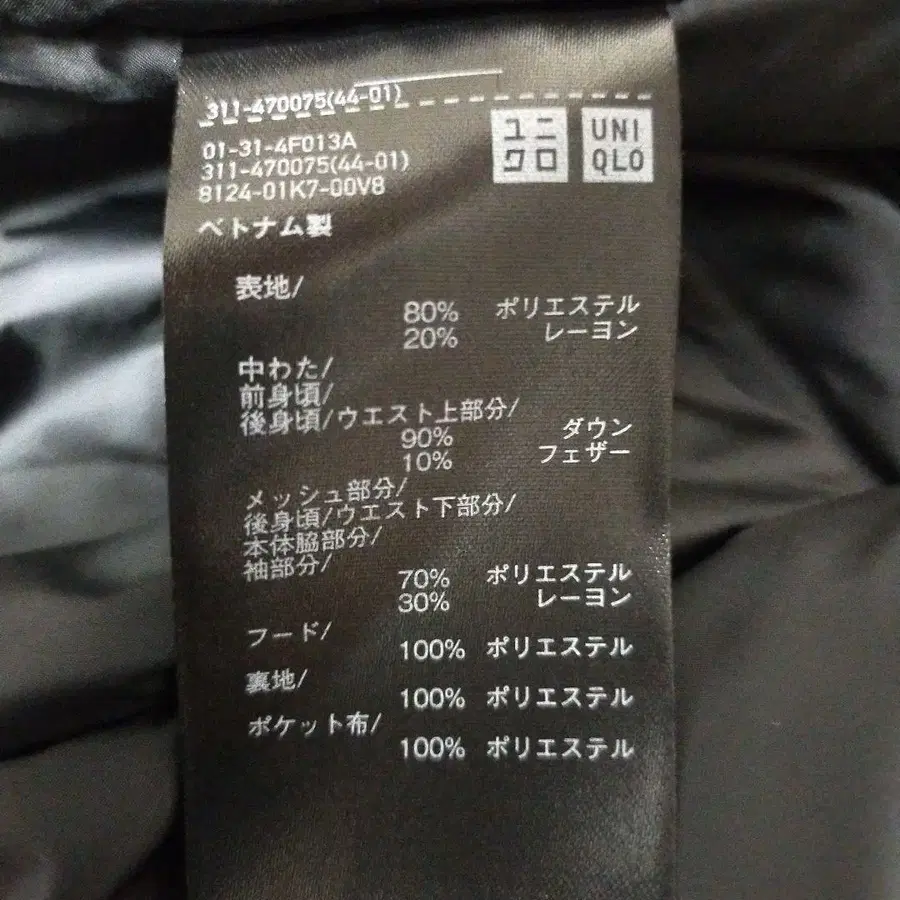 311-470075(44-01)
01-31-4F013A
311-470075(44-01)
8124-01K7-00V8
ユニ
クロ
UNI
QLO
ベトナム製
表地/
80% ポリエステル
20% レーヨン
中わた/
前身頃/
後身頃/ウエスト上部分/
90% ダウン
10% フェザー
メッシュ部分/
後身頃/ウエスト下部分/
本体脇部分/
袖部分/
70% ポリエステル
30% レーヨン
フード/
100% ポリエステル
裏地/
100% ポリエステル
ポケット布/
100% ポリエステル